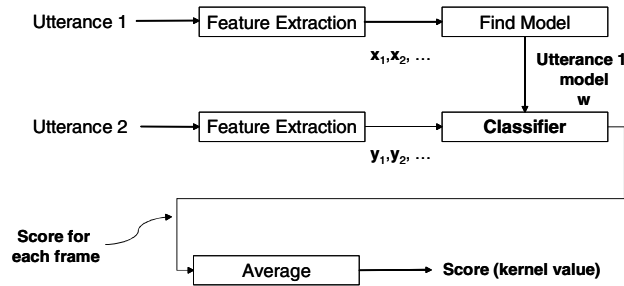 Utterance 1
Feature Extraction
Find Model
x1,x2, ...
Utterance 1
model
w
Utterance 2
Feature Extraction
Classifier
y1,y2, ...
Score for
each frame
Average
Score (kernel value)